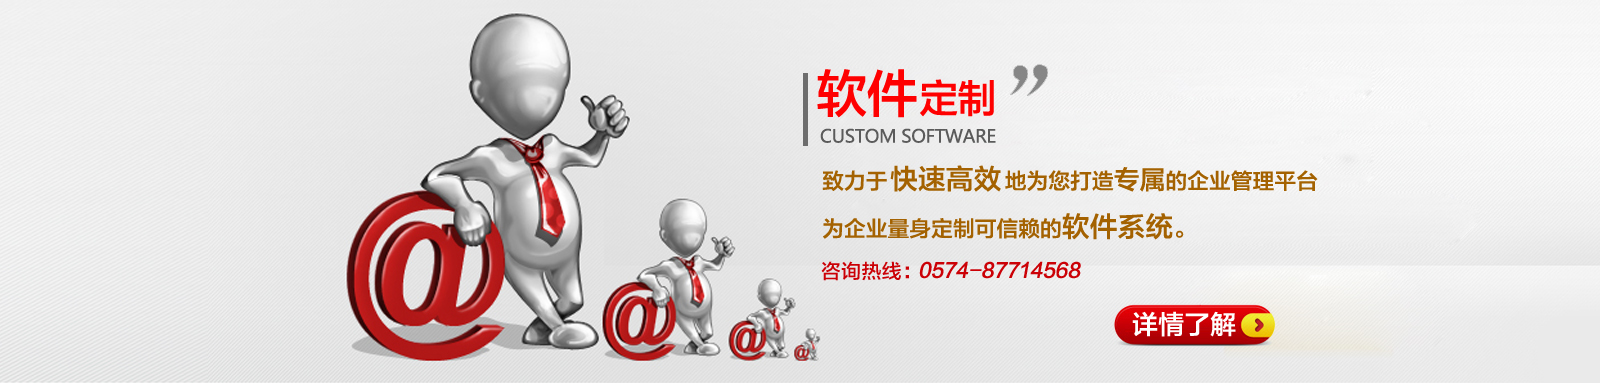 软件定制 ”
CUSTOM SOFTWARE
致力于 快速高效 地为您打造专属的企业管理平台
为企业量身定制可信赖的软件系统。
咨询热线：0574-87714568
详情了解
@ @ @ @